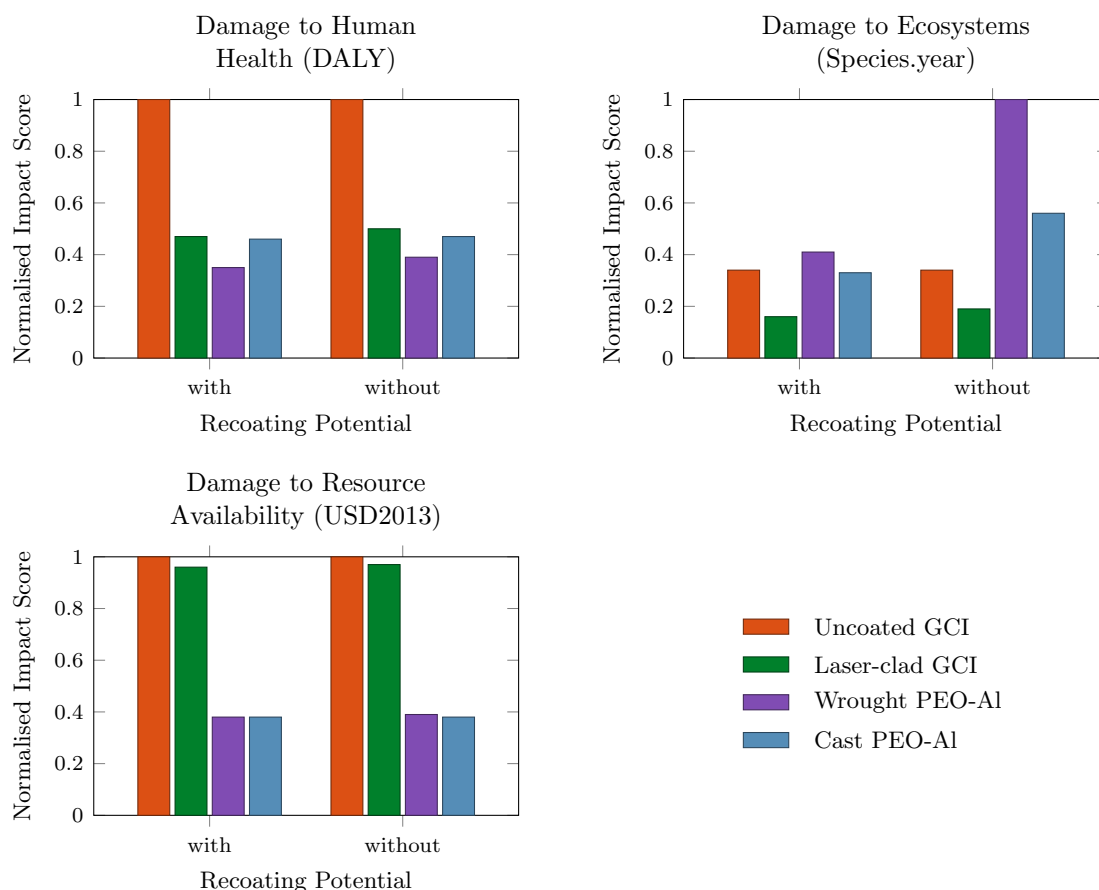 Damage to Human
Health (DALY)
Normalised Impact Score
1
0.8
0.6
0.4
0.2
0
with
without
Recoating Potential
Damage to Ecosystems
(Species.year)
Normalised Impact Score
1
0.8
0.6
0.4
0.2
0
with
without
Recoating Potential
Damage to Resource
Availability (USD2013)
Normalised Impact Score
1
0.8
0.6
0.4
0.2
0
with
without
Recoating Potential
Uncoated GCI
Laser-clad GCI
Wrought PEO-Al
Cast PEO-Al